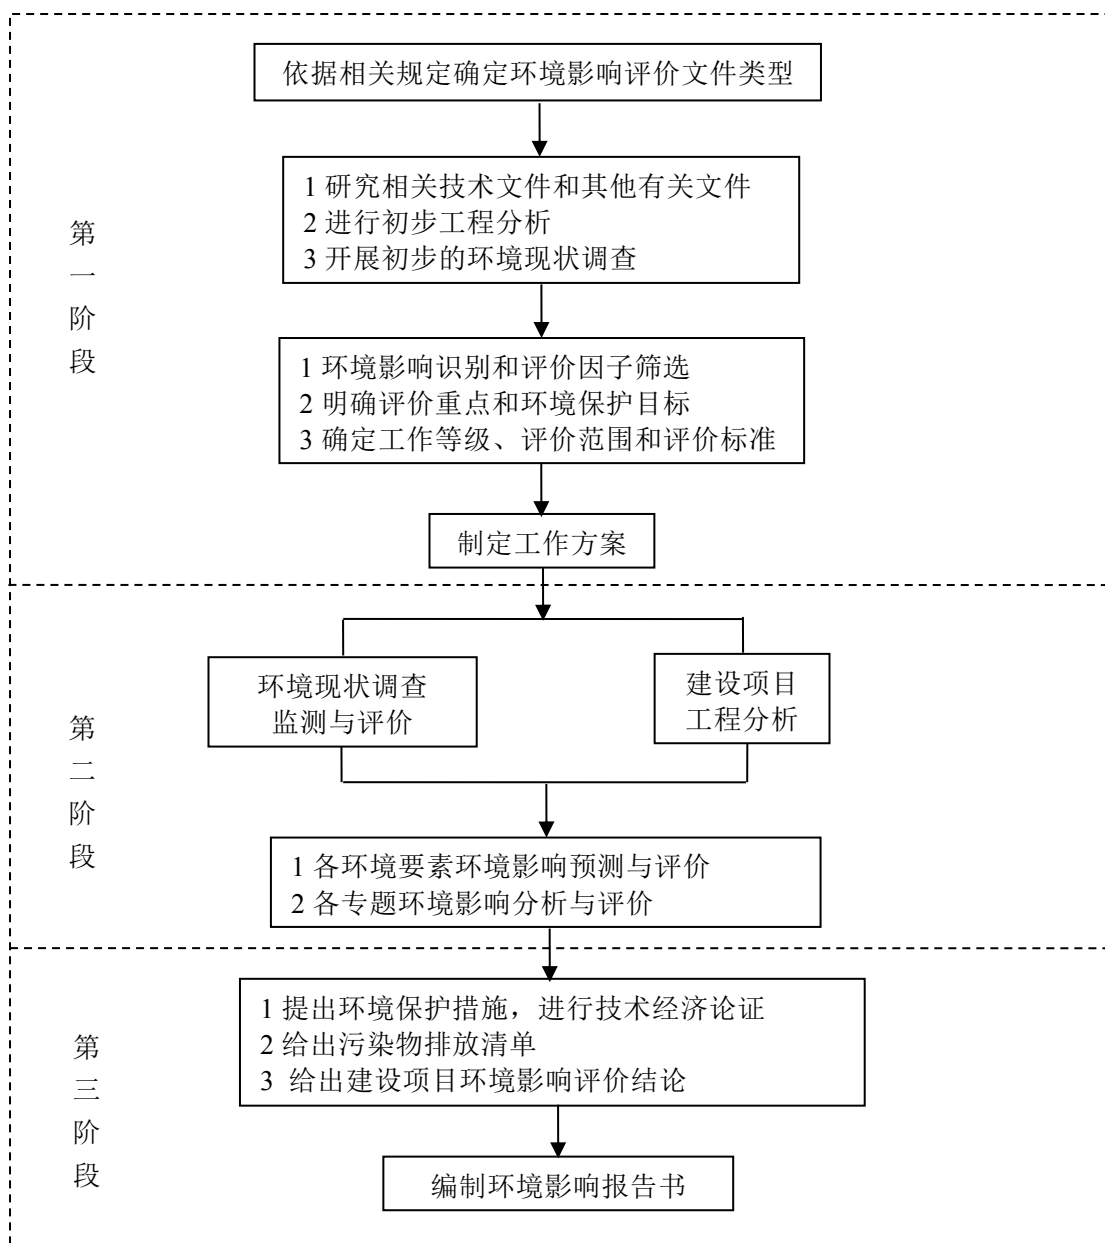 依据相关规定确定环境影响评价文件类型
第一阶段
1 研究相关技术文件和其他有关文件
2 进行初步工程分析
3 开展初步的环境现状调查
1 环境影响识别和评价因子筛选
2 明确评价重点和环境保护目标
3 确定工作等级、评价范围和评价标准
制定工作方案
第二阶段
环境现状调查
监测与评价
建设项目
工程分析
1 各环境要素环境影响预测与评价
2 各专题环境影响分析与评价
第三阶段
1 提出环境保护措施，进行技术经济论证
2 给出污染物排放清单
3 给出建设项目环境影响评价结论
编制环境影响报告书